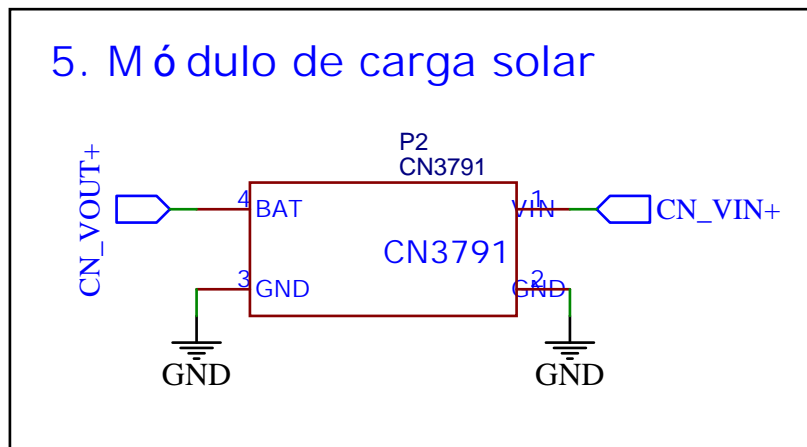 5. Módulo de carga solar
P2
CN3791
CN_VOUT+
4
BAT
1
VIN
CN_VIN+
CN3791
3
GND
2
GND
GND
GND